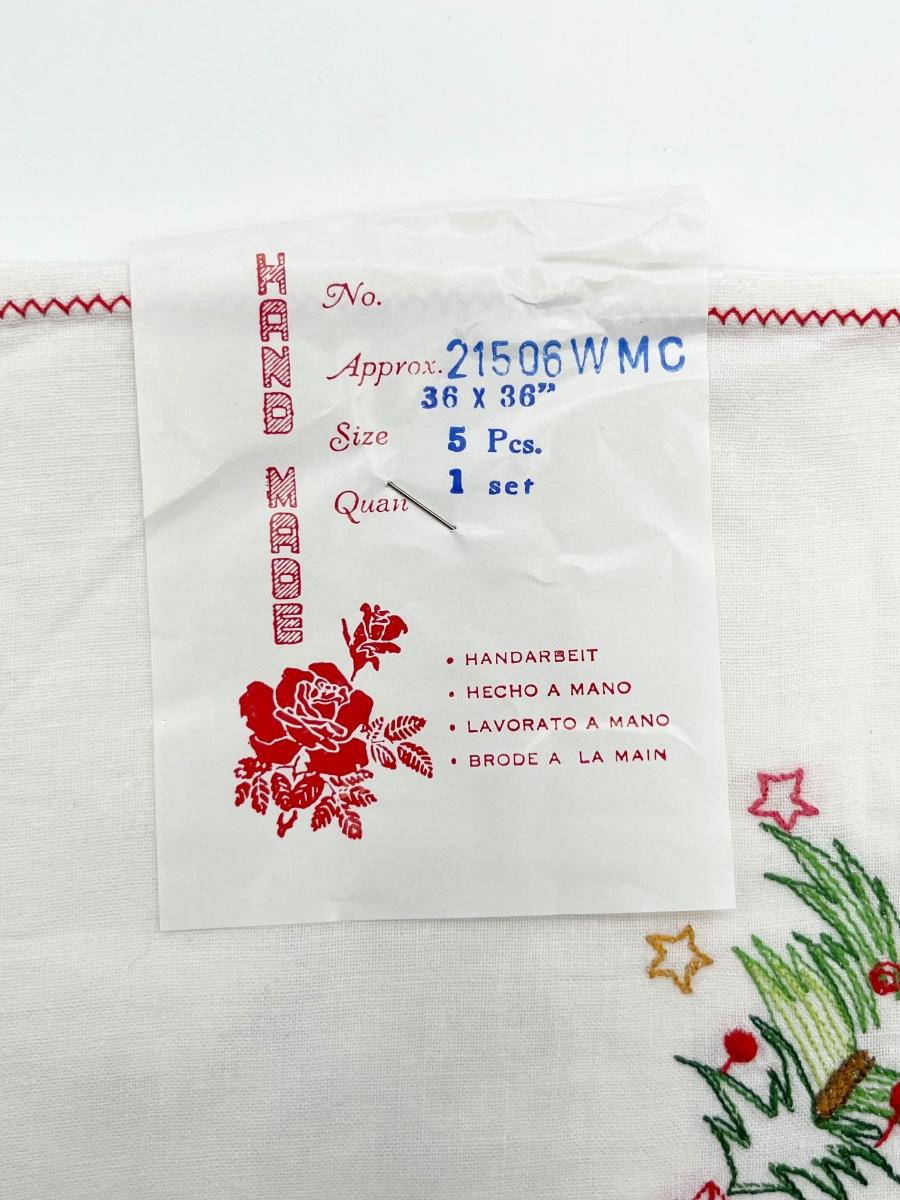 HAND MADE
No.
Approx. 21506WMC
36 X 36”
Size 5 Pcs.
1 set
Quan
• HANDARBEIT
• HECHO A MANO
• LAVORATO A MANO
• BRODE A LA MAIN